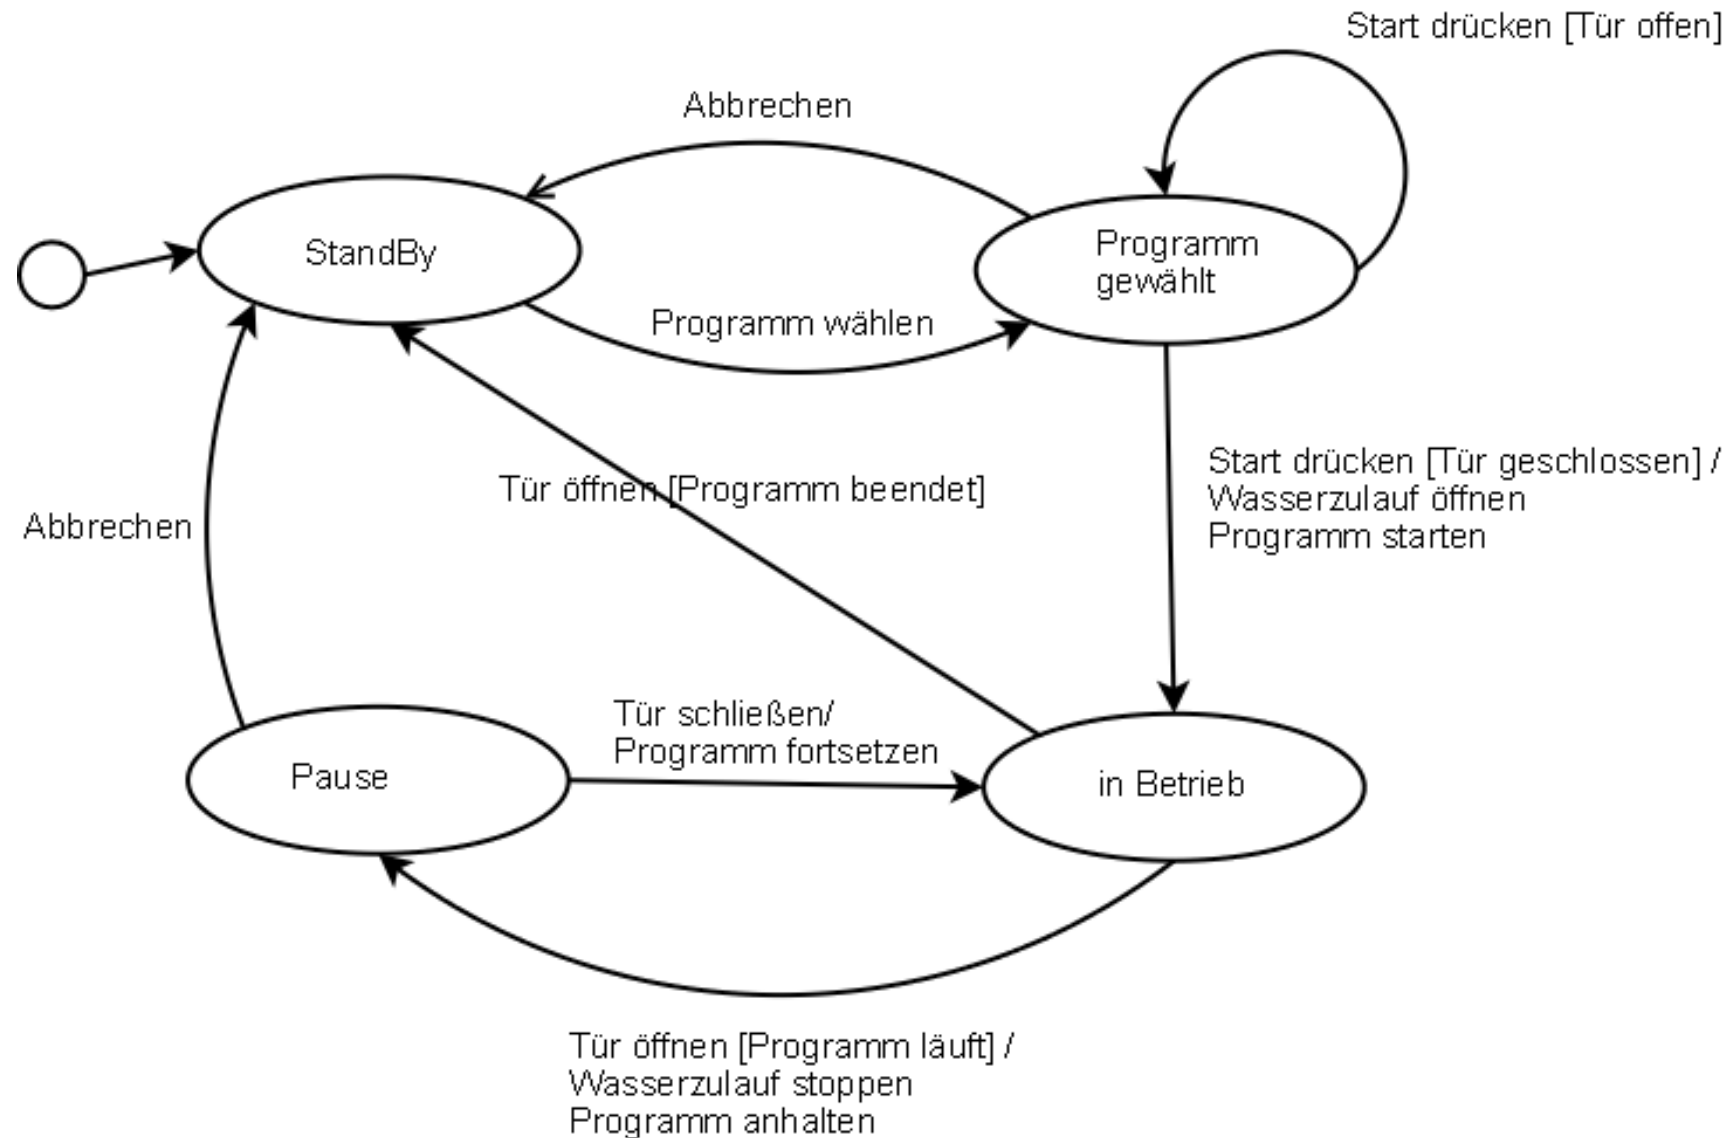 Start drücken [Tür offen]
Abbrechen
StandBy
Programm
gewählt
Programm wählen
Start drücken [Tür geschlossen] /
Wasserzulauf öffnen
Programm starten
Tür öffnen [Programm beendet]
Abbrechen
Tür schließen/
Programm fortsetzen
Pause
in Betrieb
Tür öffnen [Programm läuft] /
Wasserzulauf stoppen
Programm anhalten